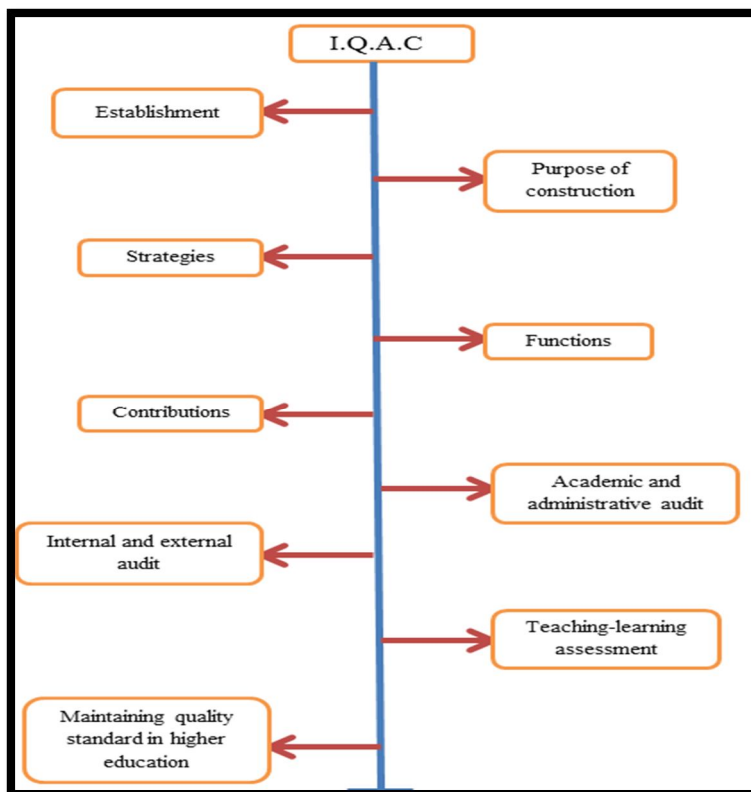 I.Q.A.C
Establishment
Purpose of
construction
Strategies
Functions
Contributions
Academic and
administrative audit
Internal and external
audit
Teaching-learning
assessment
Maintaining quality
standard in higher
education